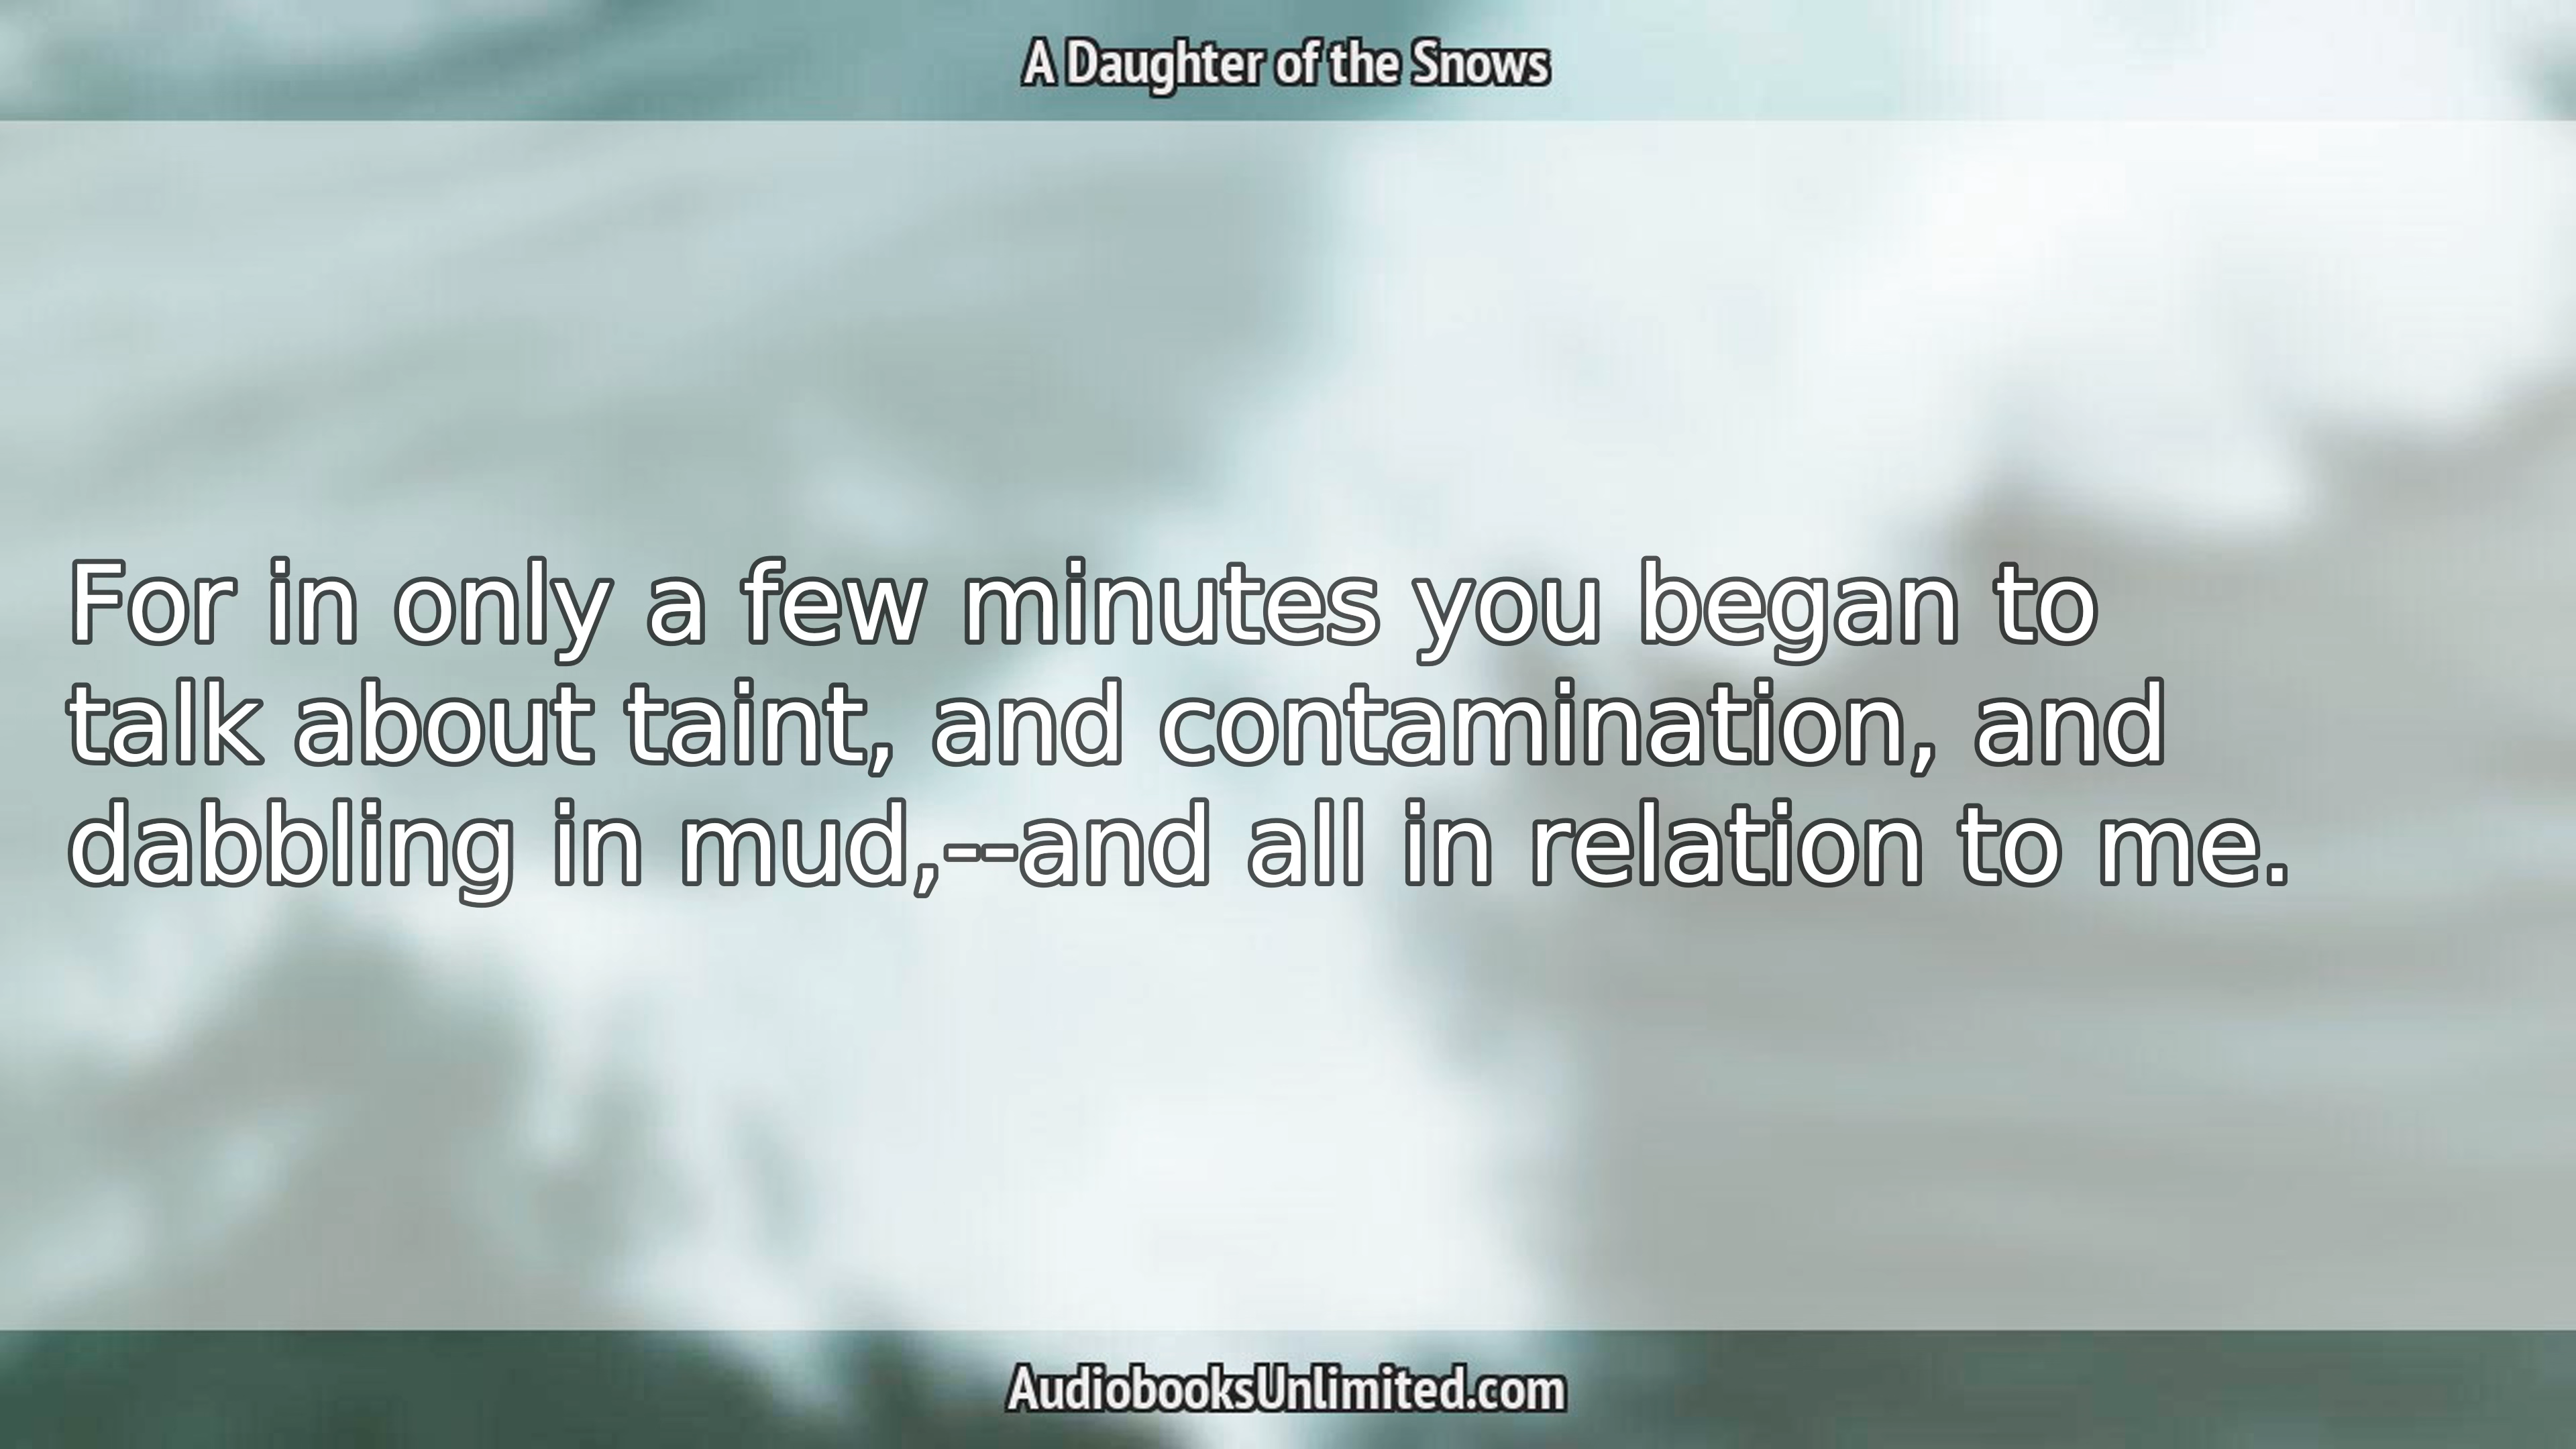 A Daughter of the Snows
For in only a few minutes you began to
talk about taint, and contamination, and
dabbling in mud,--and all in relation to me.
AudiobooksUnlimited.com